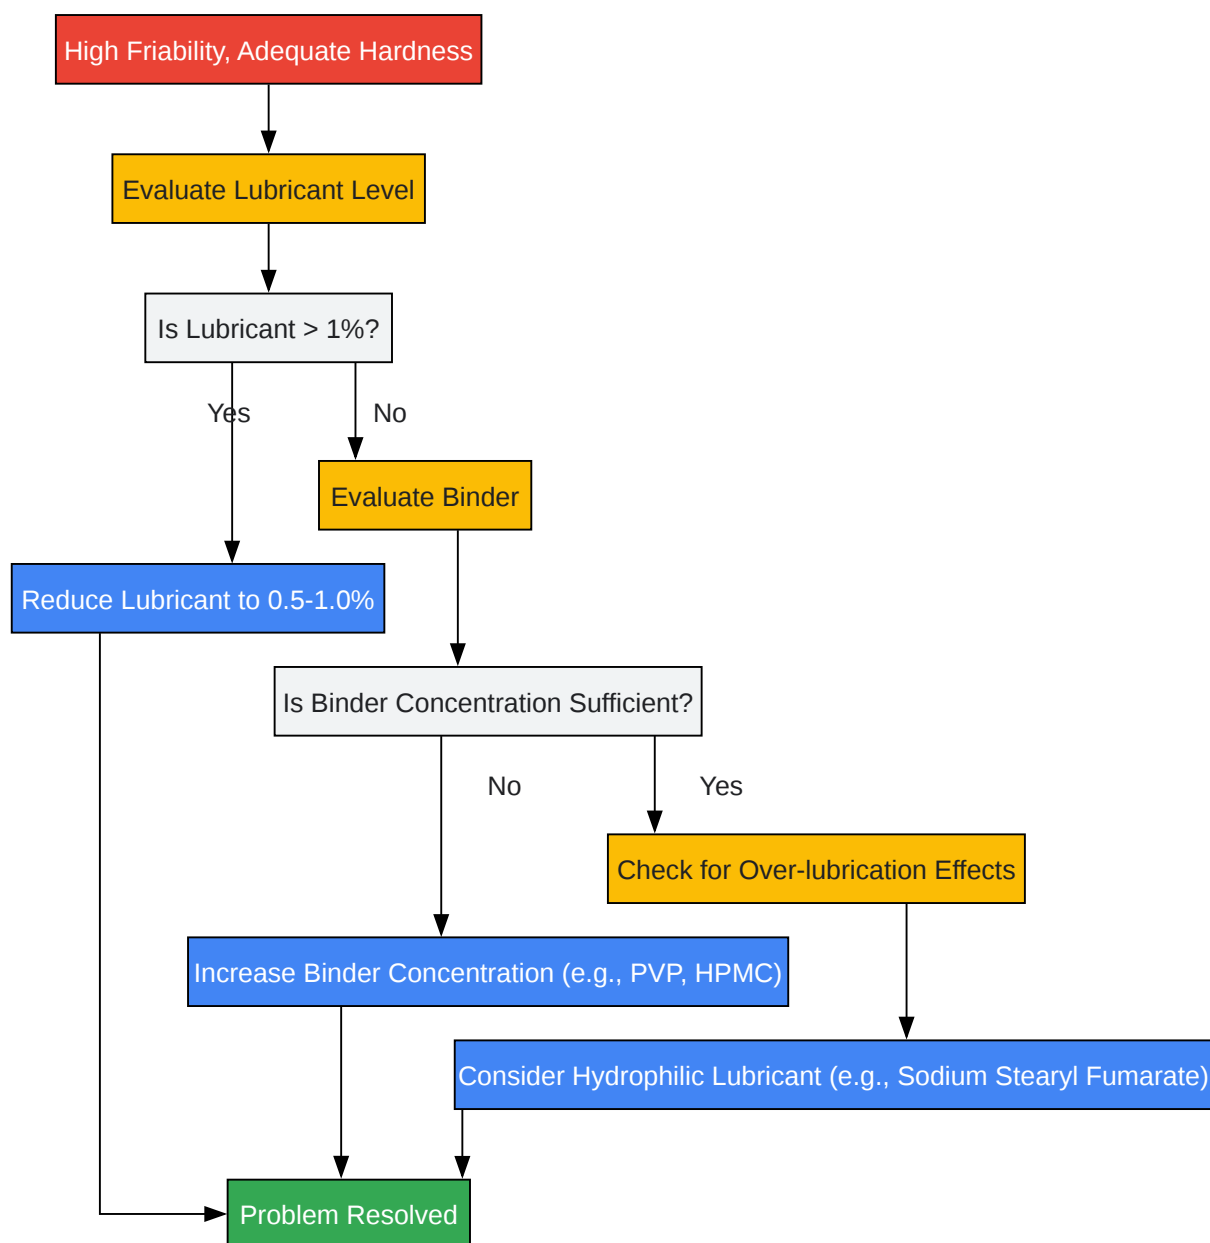 High Friability, Adequate Hardness
Evaluate Lubricant Level
Is Lubricant > 1%?
Yes
No
Evaluate Binder
Reduce Lubricant to 0.5-1.0%
Is Binder Concentration Sufficient?
No
Yes
Check for Over-lubrication Effects
Increase Binder Concentration (e.g., PVP, HPMC)
Consider Hydrophilic Lubricant (e.g., Sodium Stearyl Fumarate)
Problem Resolved